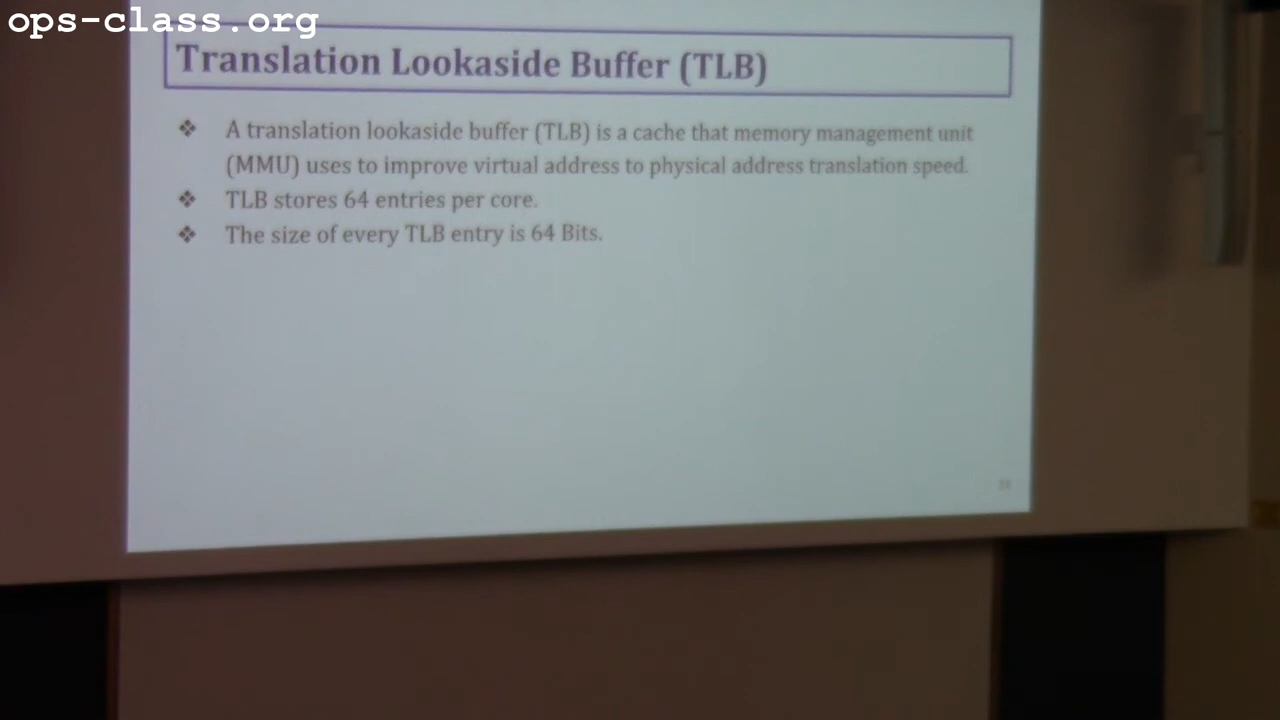 ops-class.org
Translation Lookaside Buffer (TLB)
❖ A translation lookaside buffer (TLB) is a cache that memory management unit
(MMU) uses to improve virtual address to physical address translation speed.
❖ TLB stores 64 entries per core.
❖ The size of every TLB entry is 64 Bits.